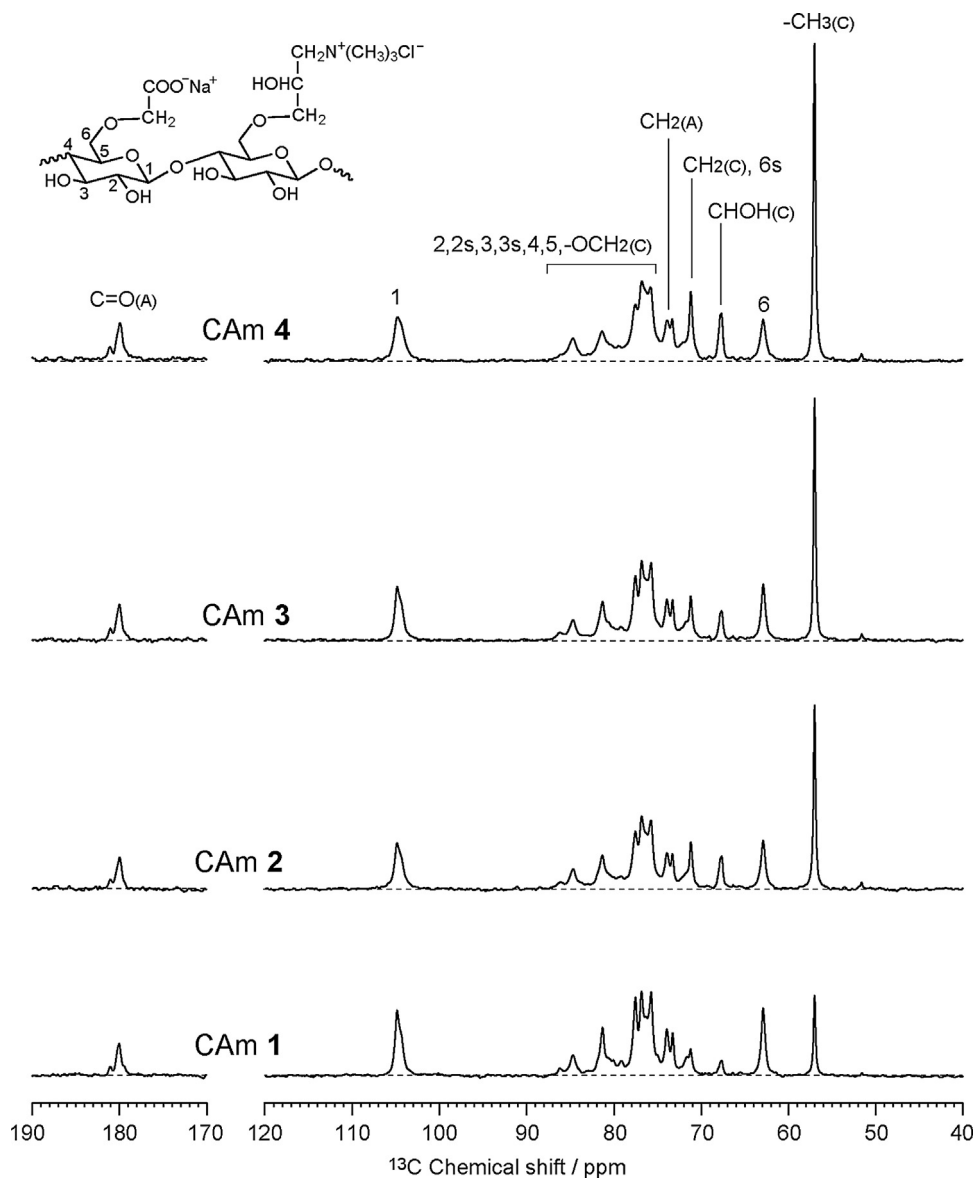 -CH3(C)
CH₂N⁺(CH₃)₃Cl⁻
COO⁻Na⁺
HO
CH
O
CH₂
O
CH₂
6
4
5
O
1
O
O
O
HO
3
2
OH
HO
OH
CH2(A)
CH2(C), 6s
CHOH(C)
2,2s,3,3s,4,5,-OCH2(C)
C=O(A)
1
6
CAm 4
CAm 3
CAm 2
CAm 1
190 180 170 120 110 100 90 80 70 60 50 40
¹³C Chemical shift / ppm